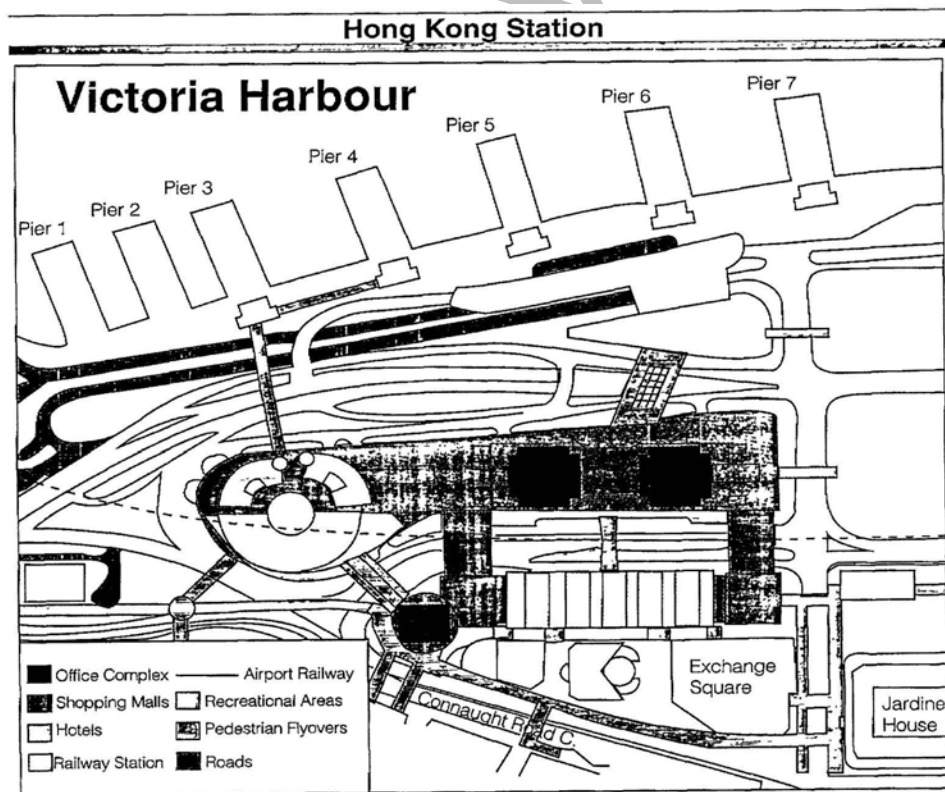 Hong Kong Station
Victoria Harbour
Pier 7
Pier 6
Pier 5
Pier 4
Pier 3
Pier 2
Pier 1
Office Complex
Airport Railway
Shopping Malls
Recreational Areas
Hotels
Pedestrian Flyovers
Railway Station
Roads
Connaught Road C.
Exchange
Square
Jardine
House